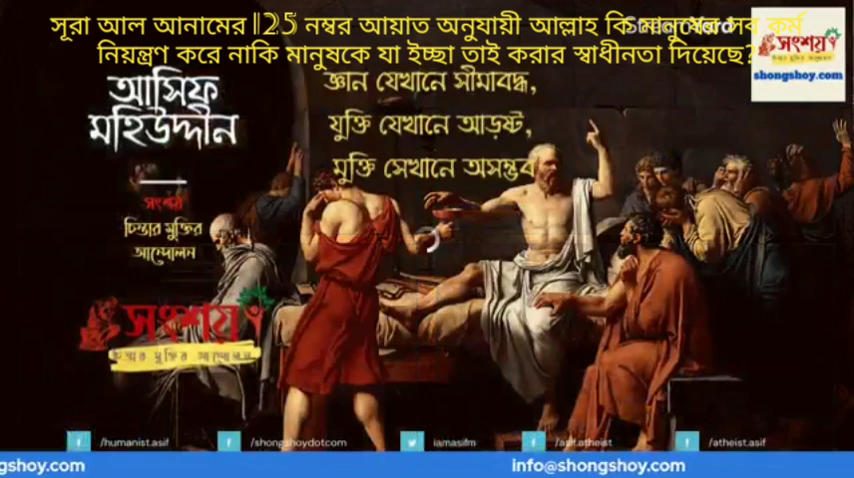 সূরা আল আনামের 125 নম্বর আয়াত অনুযায়ী আল্লাহ কি মানুষের সব কর্ম
নিয়ন্ত্রণ করে নাকি মানুষকে যা ইচ্ছা তাই করার স্বাধীনতা দিয়েছে?
সংশয়
চিন্তার মুক্তির আন্দোলন
shongshoy.com
আসিফ
মহিউদ্দীন
জ্ঞান যেখানে সীমাবদ্ধ,
যুক্তি যেখানে আড়ষ্ট,
মুক্তি সেখানে অসম্ভব
সংশয়
চিন্তার মুক্তির
আন্দোলন
সংশয়
চিন্তার মুক্তির আন্দোলন
/humanist.asif
/shongshoydotcom
iamasifm
/asif.atheist
/atheist.asif
gshoy.com
info@shongshoy.com